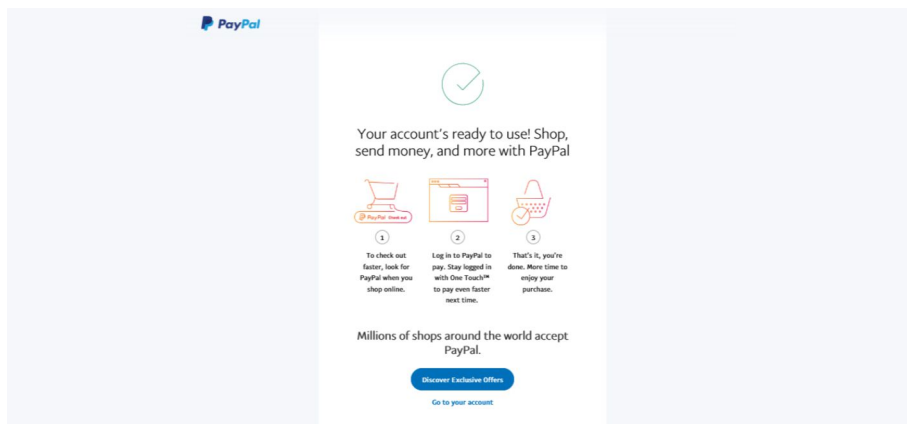 PayPal
Your account's ready to use! Shop,
send money, and more with PayPal
PayPal Check out
1
To check out
faster, look for
PayPal when you
shop online.
2
Log in to PayPal to
pay. Stay logged in
with One Touch℠
to pay even faster
next time.
3
That's it, you're
done. More time to
enjoy your
purchase.
Millions of shops around the world accept
PayPal.
Discover Exclusive Offers
Go to your account